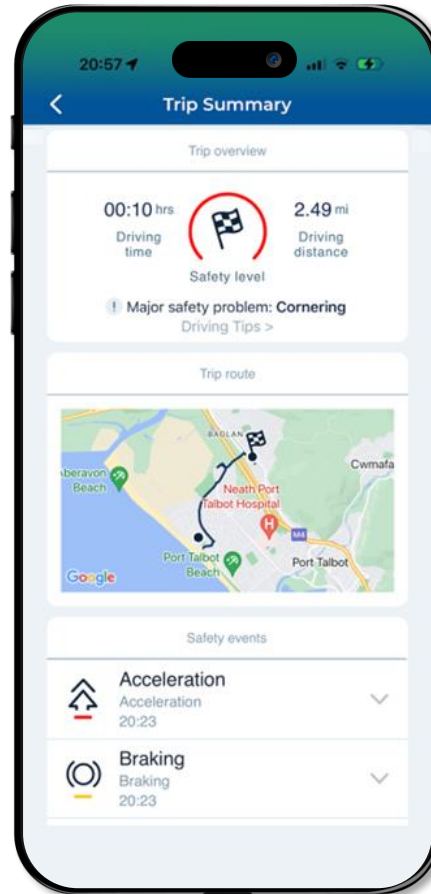 20:57
Trip Summary
Trip overview
00:10 hrs
Driving
time
2.49 mi
Driving
distance
Safety level
! Major safety problem: Cornering
Driving Tips >
Trip route
BAGLAN
Cwmafa
beravon
Beach
Neath Port
Talbot Hospital
H
M4
Port Talbot
Beach
Port Talbot
Google
Safety events
Acceleration
Acceleration
20:23
Braking
Braking
20:23